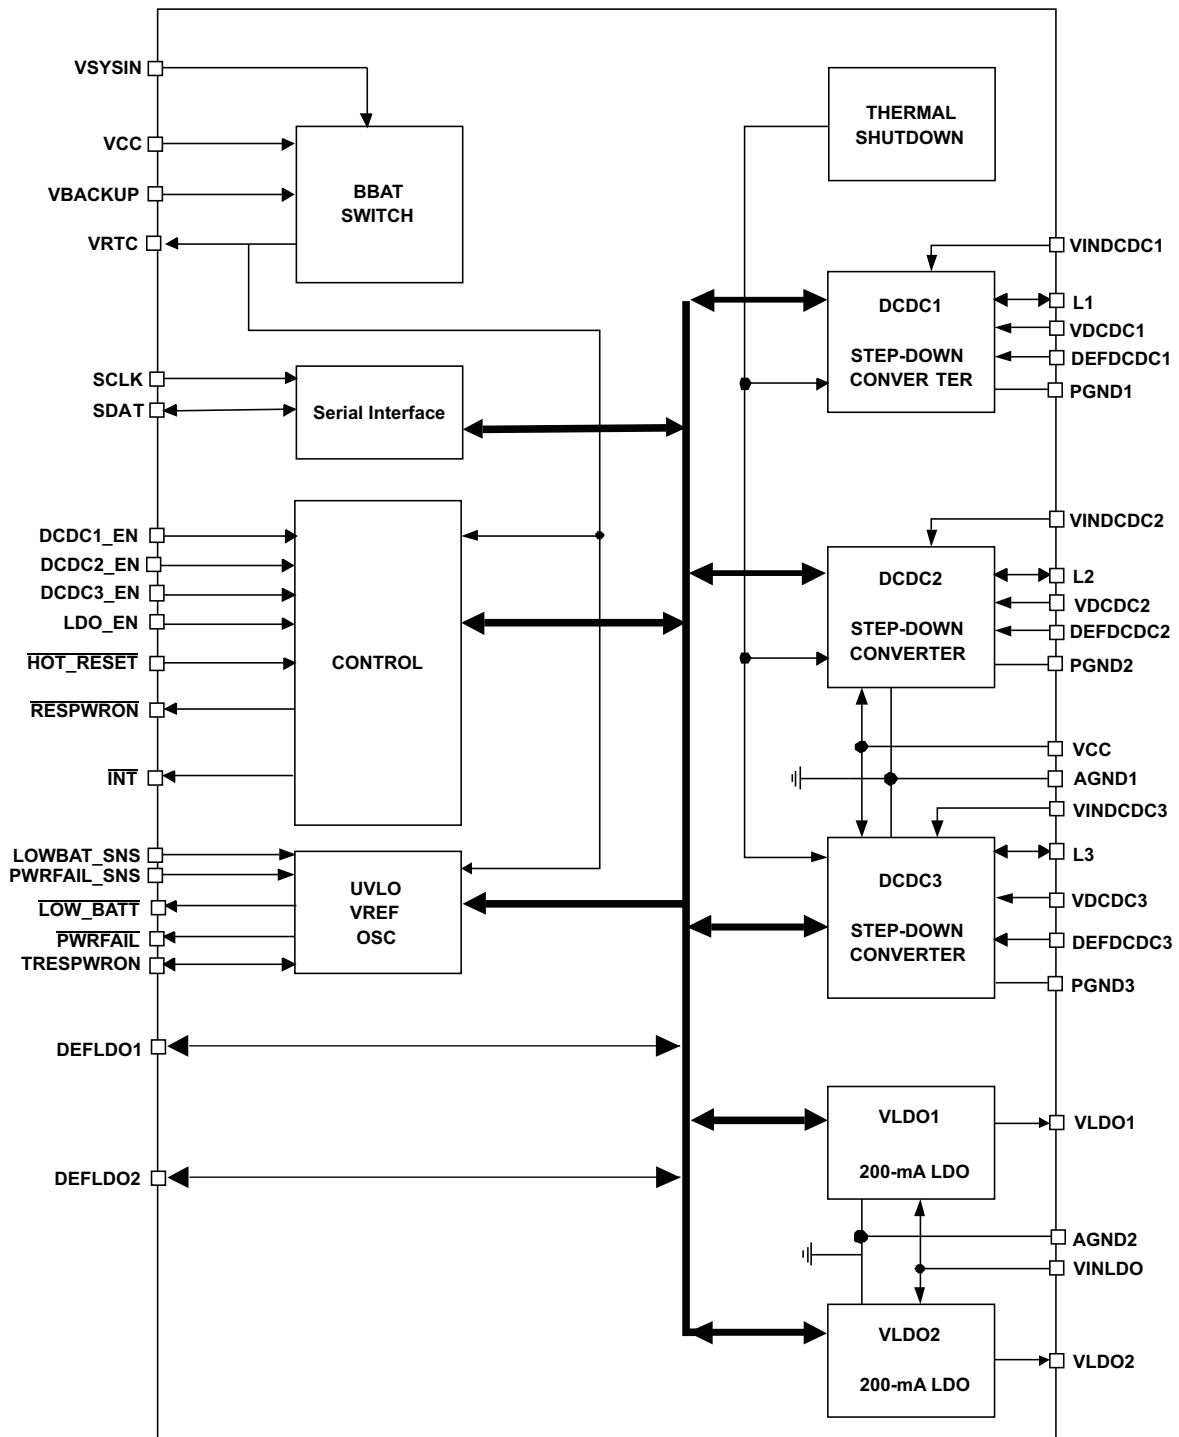 VSYSIN
VCC
VBACKUP
VRTC
BBAT
SWITCH
THERMAL
SHUTDOWN
SCLK
SDAT
Serial Interface
VINDCDC1
DCDC1
STEP-DOWN
CONVER TER
L1
VDCDC1
DEFDCDC1
PGND1
DCDC1_EN
DCDC2_EN
DCDC3_EN
LDO_EN
HOT_RESET
RESPWRON
INT
CONTROL
VINDCDC2
DCDC2
STEP-DOWN
CONVERTER
L2
VDCDC2
DEFDCDC2
PGND2
VCC
AGND1
VINDCDC3
LOWBAT_SNS
PWRFAIL_SNS
LOW_BATT
PWRFAIL
TRESPWRON
UVLO
VREF
OSC
DCDC3
STEP-DOWN
CONVERTER
L3
VDCDC3
DEFDCDC3
PGND3
DEFLDO1
DEFLDO2
VLDO1
200-mA LDO
VLDO1
AGND2
VINLDO
VLDO2
200-mA LDO
VLDO2